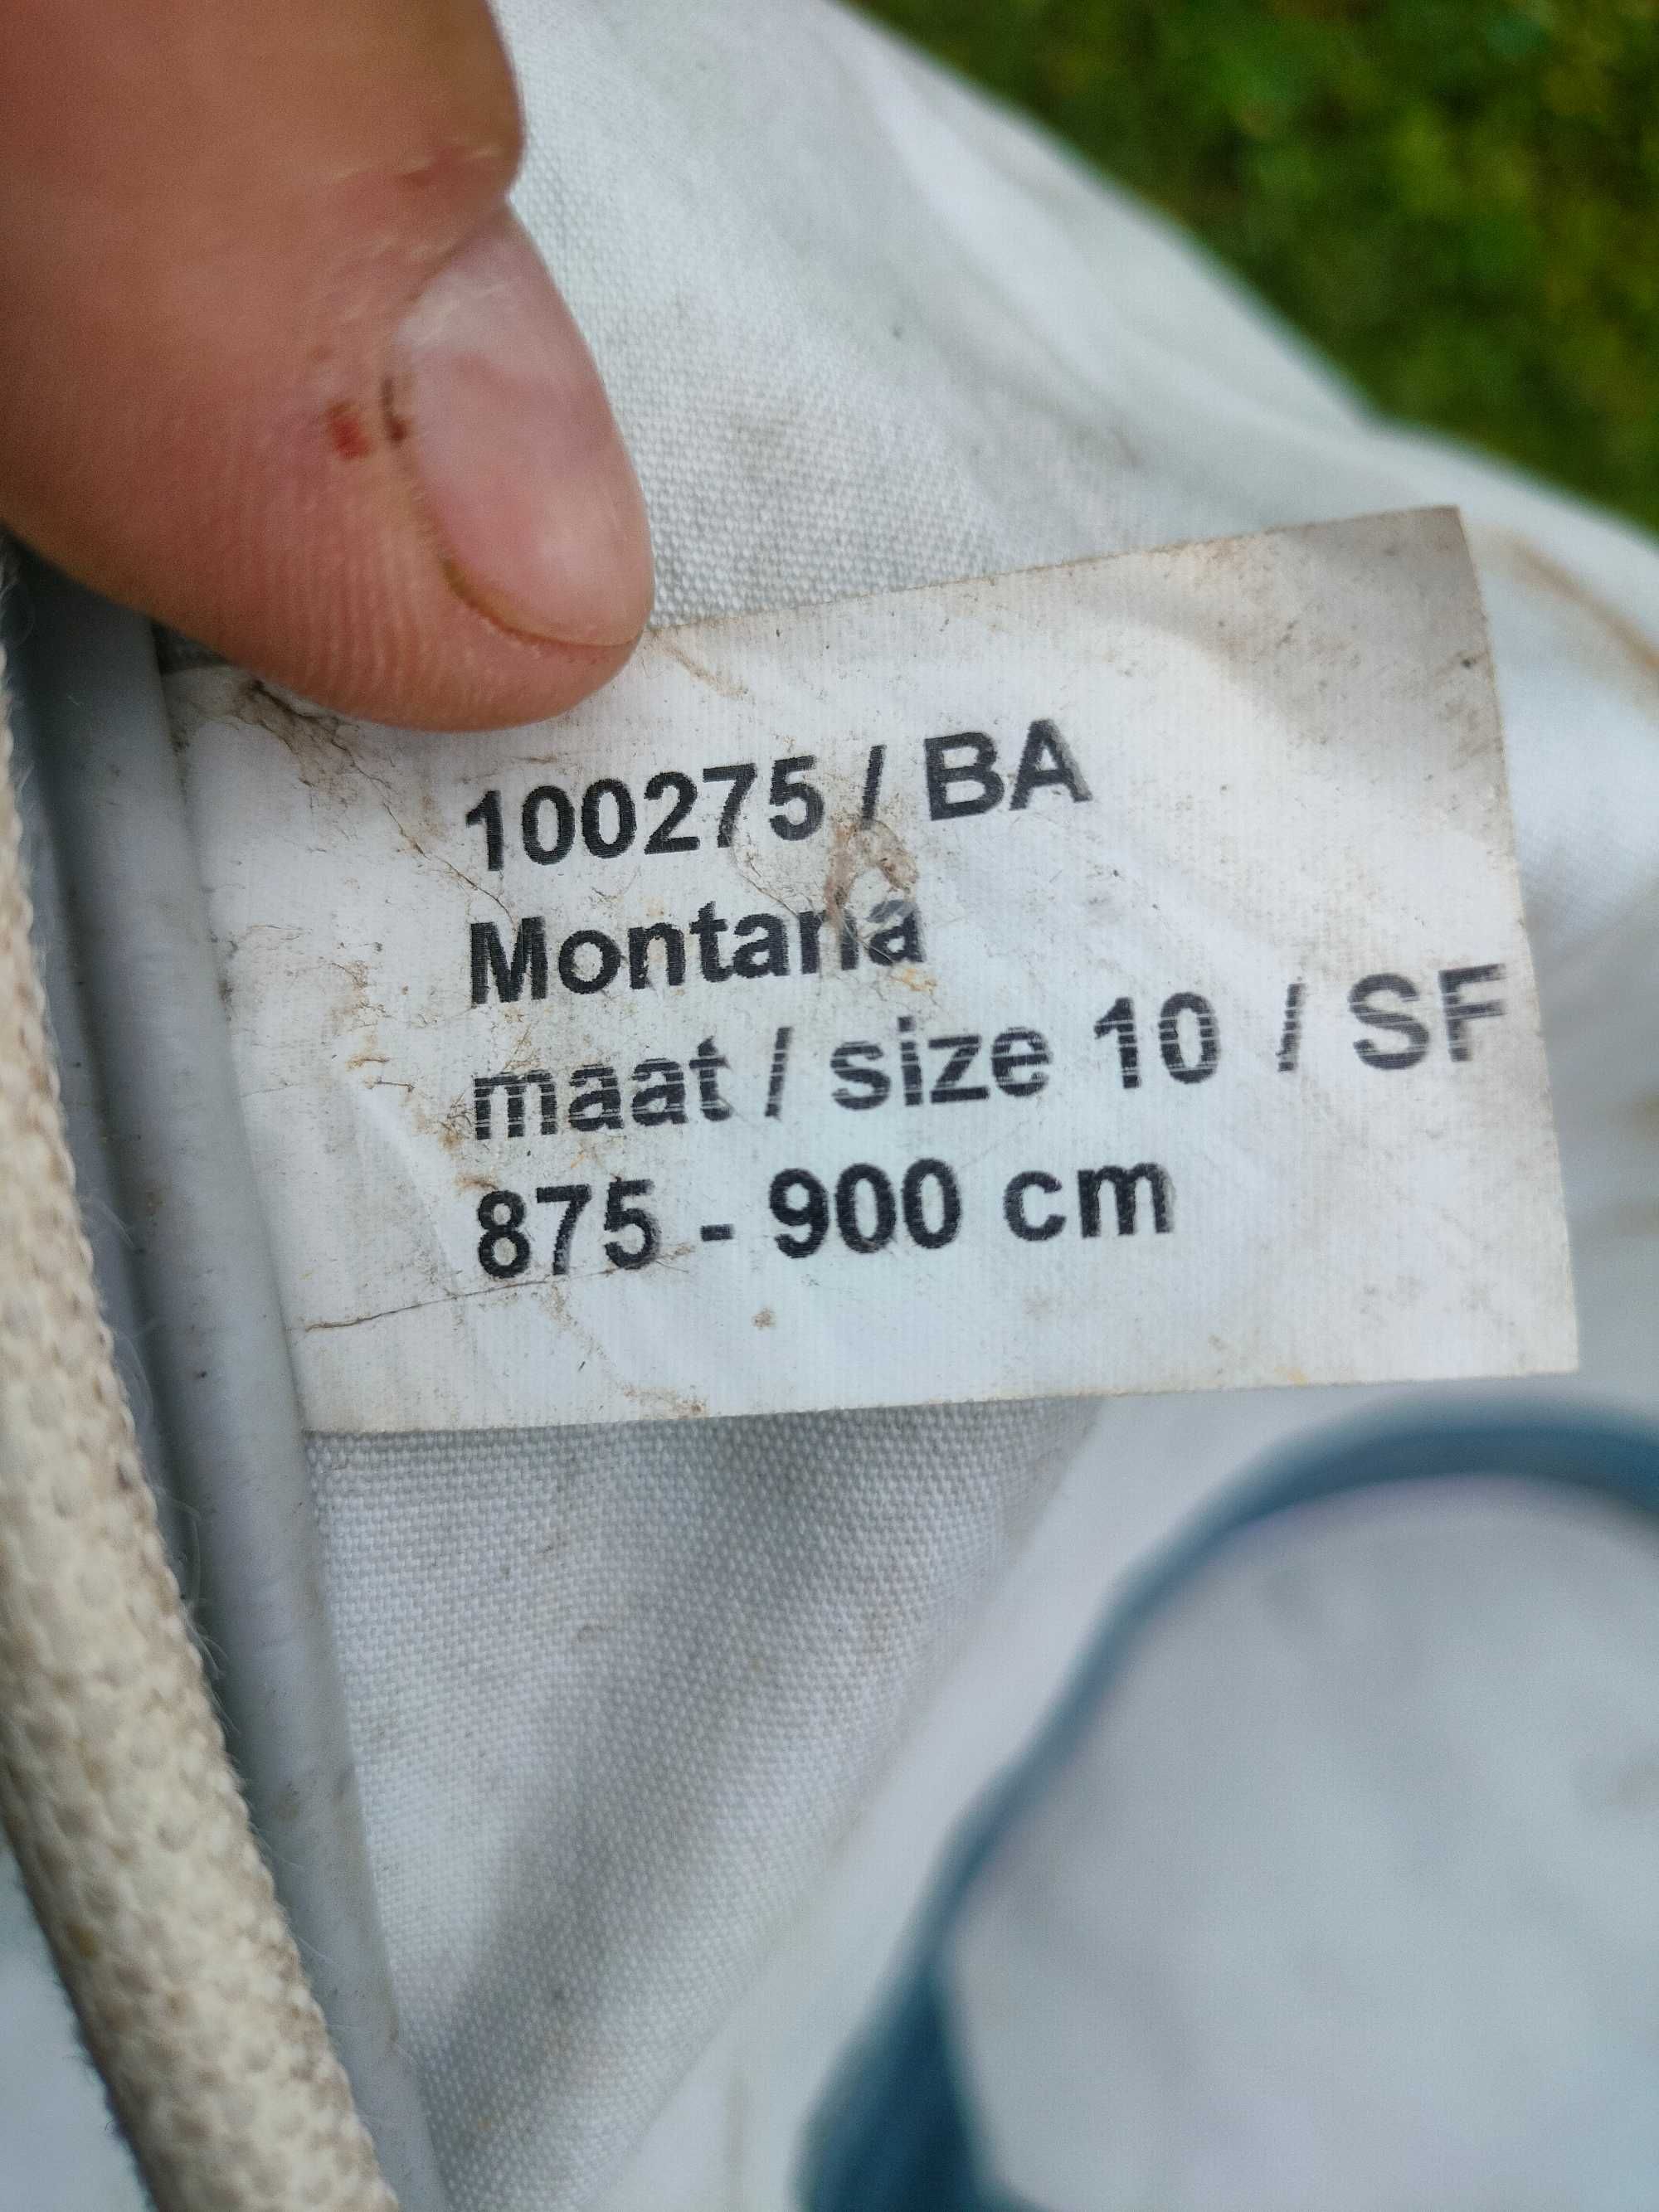 100275 / BA
Montana
maat / size 10 / SF
875 - 900 cm